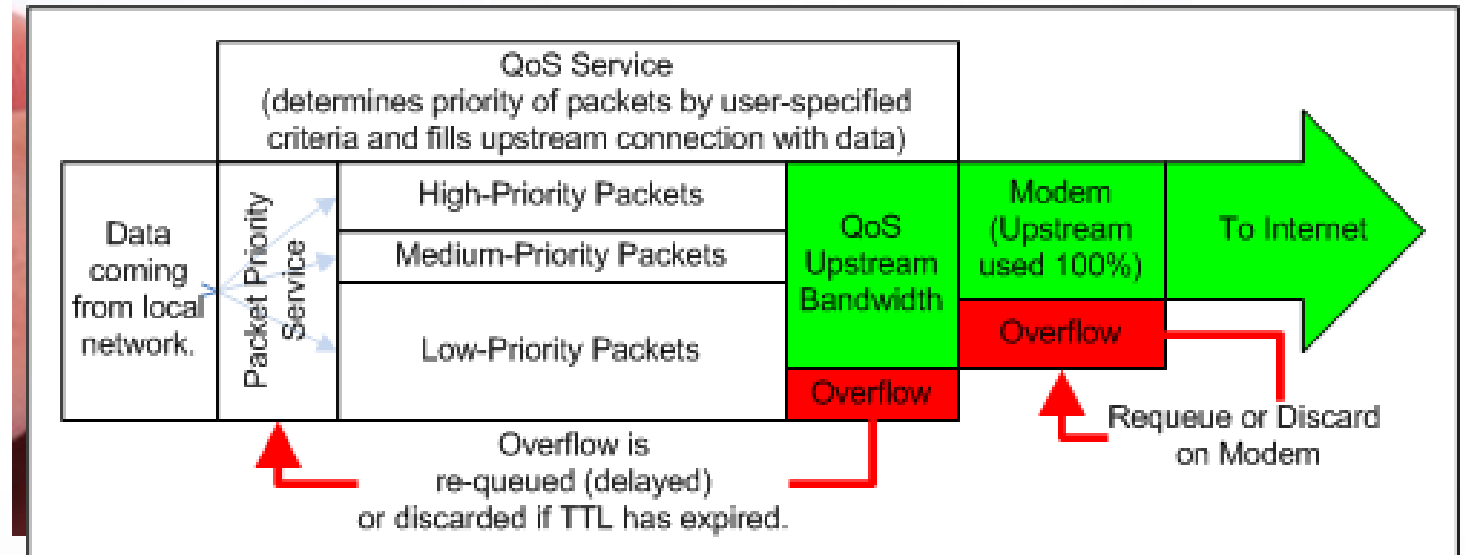 QoS Service
(determines priority of packets by user-specified
criteria and fills upstream connection with data)
Data
coming
from local
network.
Packet Priority
Service
High-Priority Packets
Medium-Priority Packets
Low-Priority Packets
QoS
Upstream
Bandwidth
Overflow
Modem
(Upstream
used 100%)
Overflow
To Internet
Overflow is
re-queued (delayed)
or discarded if TTL has expired.
Requeue or Discard
on Modem